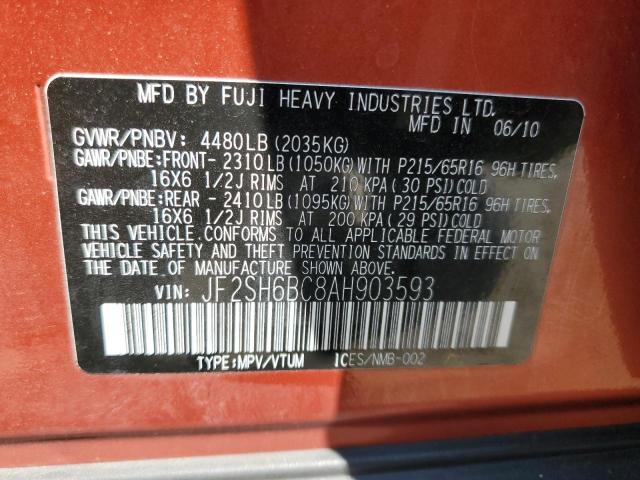 MFD BY FUJI HEAVY INDUSTRIES LTD.
MFD IN 06/10
GVWR/PNBV: 4480LB (2035KG)
GAWR/PNBE:FRONT- 2310LB(1050KG)WITH P215/65R16 96H TIRES,
16X6 1/2J RIMS AT 210 KPA (30 PSI)COLD
GAWR/PNBE:REAR - 2410LB(1095KG)WITH P215/65R16 96H TIRES,
16X6 1/2J RIMS AT 200 KPA (29 PSI)COLD
THIS VEHICLE CONFORMS TO ALL APPLICABLE FEDERAL MOTOR
VEHICLE SAFETY AND THEFT PREVENTION STANDARDS IN EFFECT ON
THE DATE OF MANUFACTURE SHOWN ABOVE.
VIN: JF2SH6BC8AH903593
TYPE:MPV/VTUM ICES/NMB-002